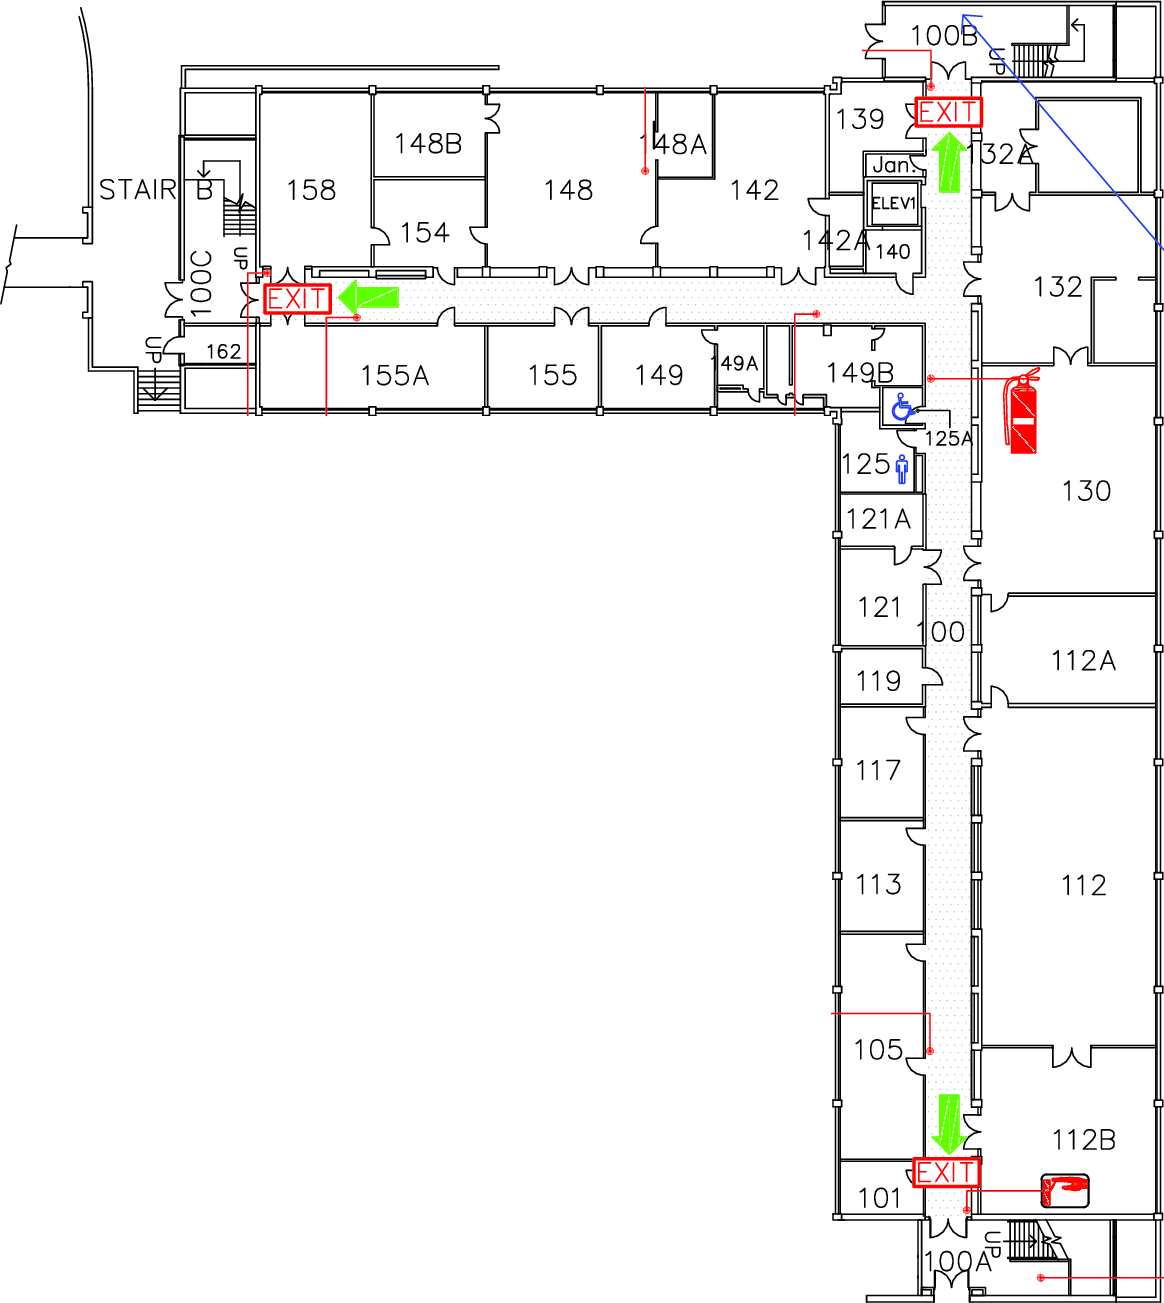 100B
UP
EXIT
139
148B
148A
132A
Jan.
STAIR B
158
148
142
ELEV1
154
142A
140
UP
100C
132
EXIT
UP
162
155A
155
149
149A
149B
125A
125
130
121A
121
100
112A
119
117
113
112
105
112B
EXIT
101
UP
100A